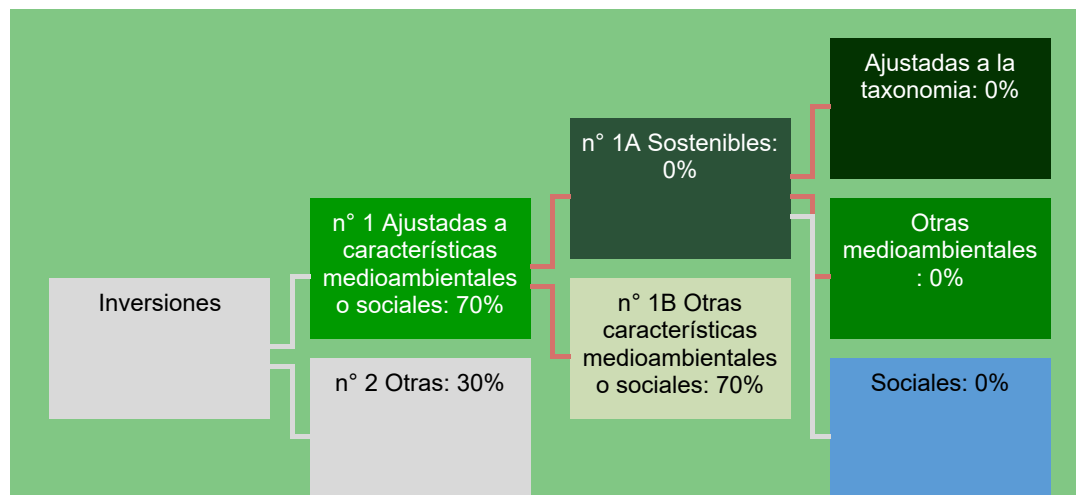 Inversiones
n° 1 Ajustadas a
características
medioambientales
o sociales: 70%
n° 2 Otras: 30%
n° 1A Sostenibles:
0%
n° 1B Otras
características
medioambientales
o sociales: 70%
Ajustadas a la
taxonomia: 0%
Otras
medioambientales
: 0%
Sociales: 0%